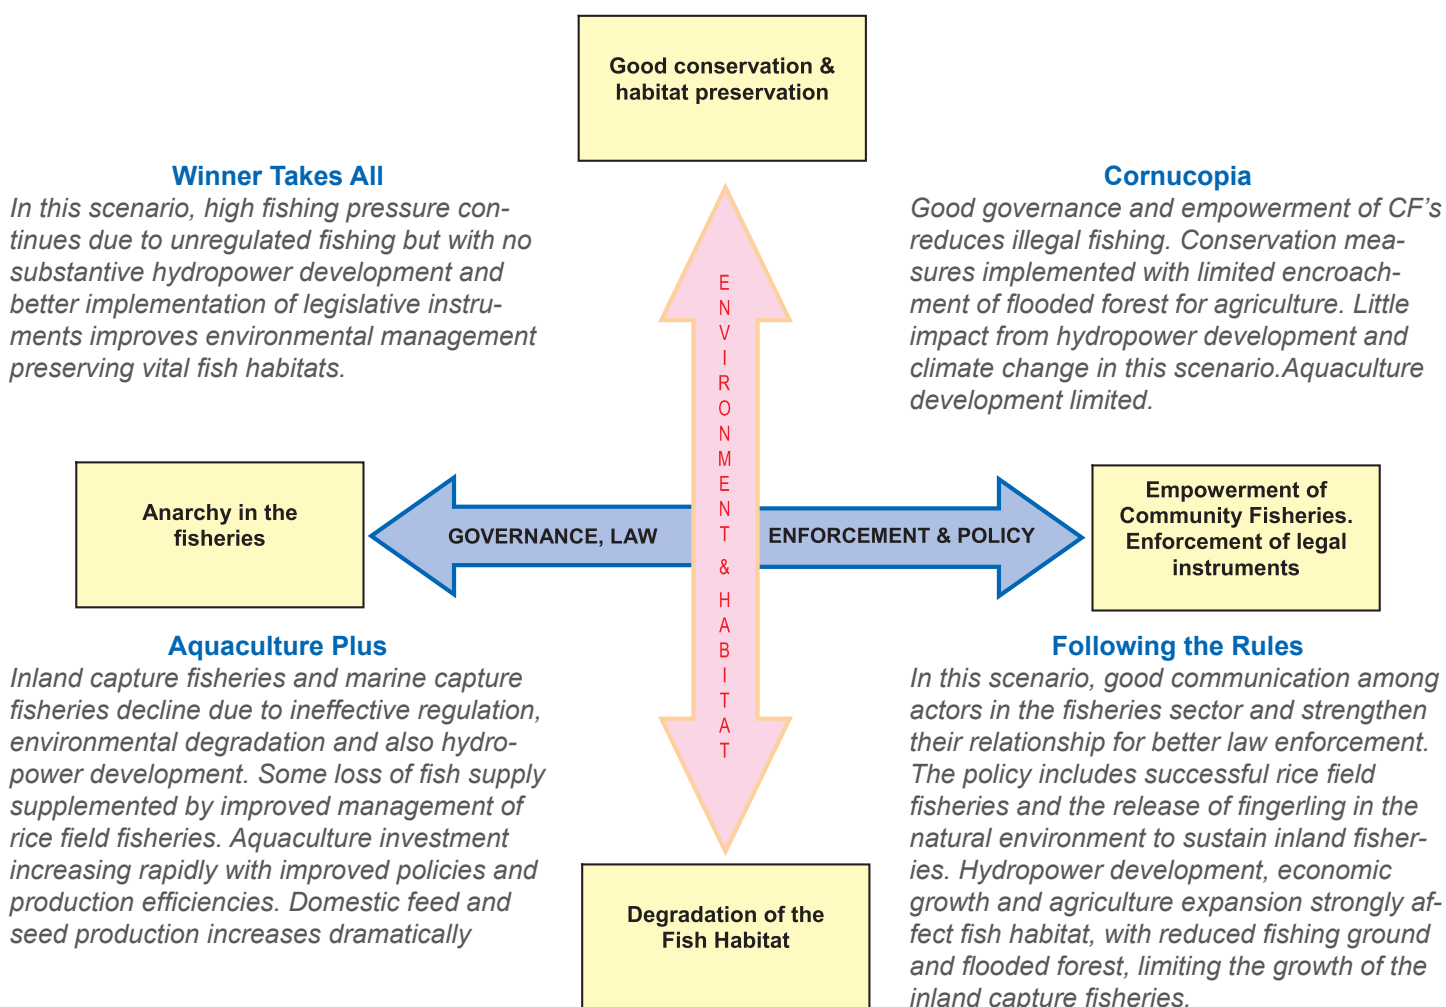 Good conservation &
habitat preservation
Winner Takes All
In this scenario, high fishing pressure con-
tinues due to unregulated fishing but with no
substantive hydropower development and
better implementation of legislative instru-
ments improves environmental management
preserving vital fish habitats.
Cornucopia
Good governance and empowerment of CF's
reduces illegal fishing. Conservation mea-
sures implemented with limited encroach-
ment of flooded forest for agriculture. Little
impact from hydropower development and
climate change in this scenario.Aquaculture
development limited.
ENVIRONMENT & HABITAT
Anarchy in the
fisheries
GOVERNANCE, LAW
ENFORCEMENT & POLICY
Empowerment of
Community Fisheries.
Enforcement of legal
instruments
Aquaculture Plus
Inland capture fisheries and marine capture
fisheries decline due to ineffective regulation,
environmental degradation and also hydro-
power development. Some loss of fish supply
supplemented by improved management of
rice field fisheries. Aquaculture investment
increasing rapidly with improved policies and
production efficiencies. Domestic feed and
seed production increases dramatically
Following the Rules
In this scenario, good communication among
actors in the fisheries sector and strengthen
their relationship for better law enforcement.
The policy includes successful rice field
fisheries and the release of fingerling in the
natural environment to sustain inland fisher-
ies. Hydropower development, economic
growth and agriculture expansion strongly af-
fect fish habitat, with reduced fishing ground
and flooded forest, limiting the growth of the
inland capture fisheries.
Degradation of the
Fish Habitat